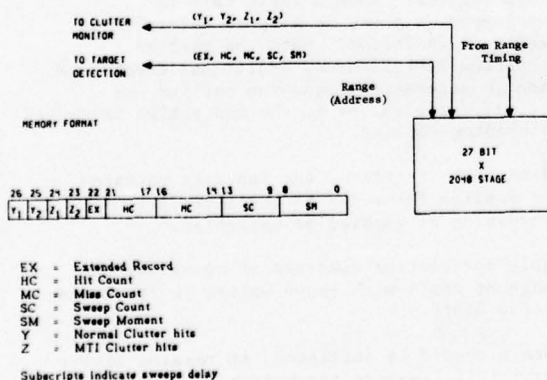 TO CLUTTER
MONITOR
(Y1, Y2, Z1, Z2)
TO TARGET
DETECTION
(EX, HC, MC, SC, SM)
From Range
Timing
Range
(Address)
MEMORY FORMAT
27 BIT
X
2048 STAGE
26 25 24 23 22 21 17 16 14 13 9 8 0
Y1 Y2 Z1 Z2 EX HC MC SC SM
EX = Extended Record
HC = Hit Count
MC = Miss Count
SC = Sweep Count
SM = Sweep Moment
Y = Normal Clutter hits
Z = MTI Clutter hits
Subscripts indicate sweeps delay